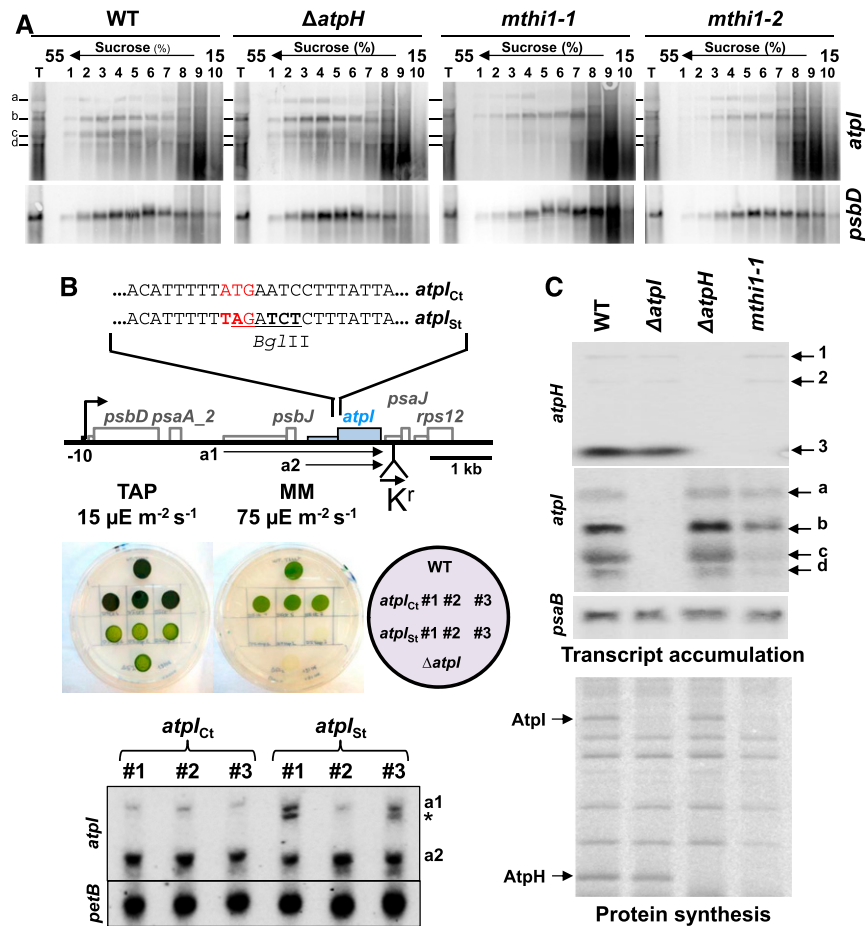 A
WT
ΔatpH
mthi1-1
mthi1-2
55 Sucrose (%) 15
55 Sucrose (%) 15
55 Sucrose (%) 15
55 Sucrose (%) 15
T 1 2 3 4 5 6 7 8 9 10
T 1 2 3 4 5 6 7 8 9 10
T 1 2 3 4 5 6 7 8 9 10
T 1 2 3 4 5 6 7 8 9 10
a
b
c
d
atpI
psbD
B
...ACATTTTTATGAATCCTTTATTA... atpICt
...ACATTTTTTAGATCTCTTTATTA... atpISt
BglII
psbD psaA_2 psbJ atpI psaJ rps12
-10
a1
a2
Kr
1 kb
TAP
15 µE m-2 s-1
MM
75 µE m-2 s-1
WT
atpICt #1 #2 #3
atpISt #1 #2 #3
ΔatpI
atpICt
atpISt
#1 #2 #3 #1 #2 #3
atpI
a1
*
a2
petB
C
WT
ΔatpI
ΔatpH
mthi1-1
atpH
1
2
3
atpI
a
b
c
d
psaB
Transcript accumulation
AtpI
AtpH
Protein synthesis